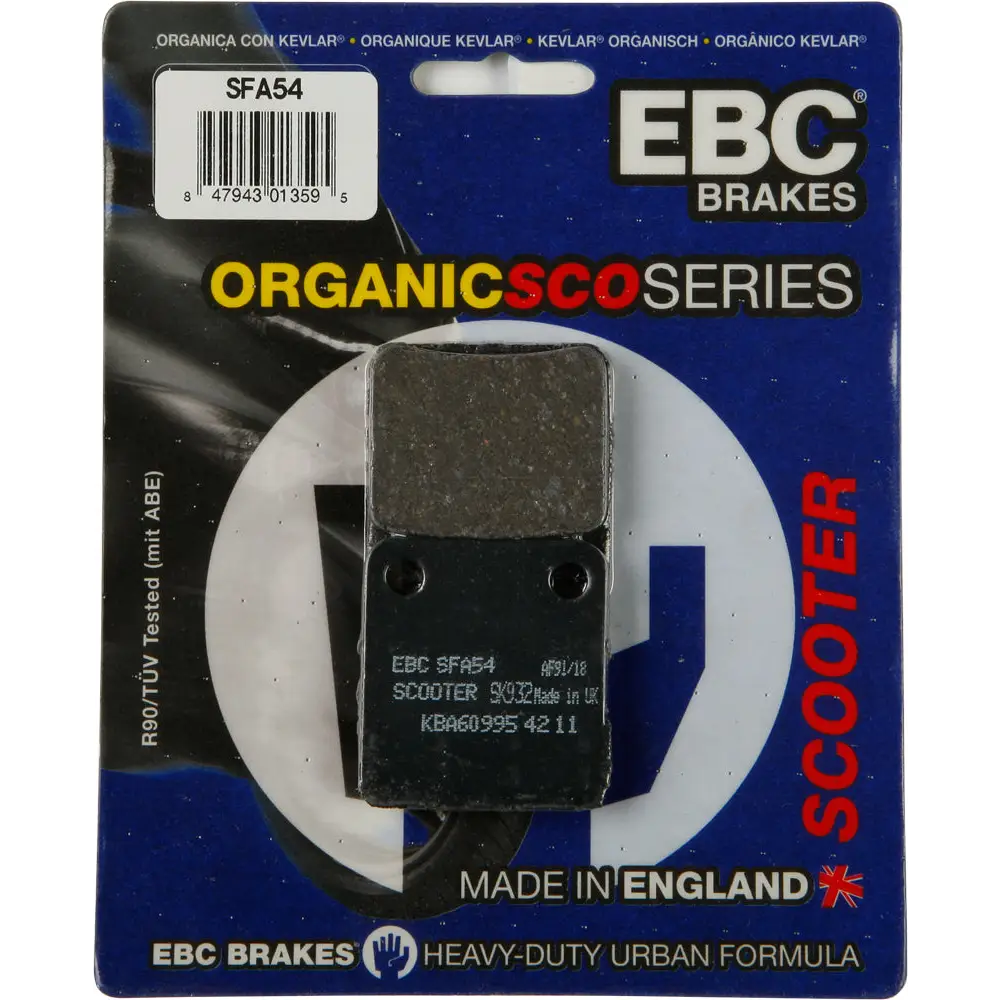 ORGANICA CON KEVLAR® • ORGANIQUE KEVLAR® • KEVLAR® ORGANISCH • ORGÂNICO KEVLAR®
SFA54
8 47943 01359 5
EBC®
BRAKES
ORGANICSCOSERIES
R90/TÜV Tested (mit ABE)
SCOOTER
EBC SFA54 AF91/18
SCOOTER SK932 Made in UK
KBA60995 42 11
MADE IN ENGLAND
EBC BRAKES HEAVY-DUTY URBAN FORMULA